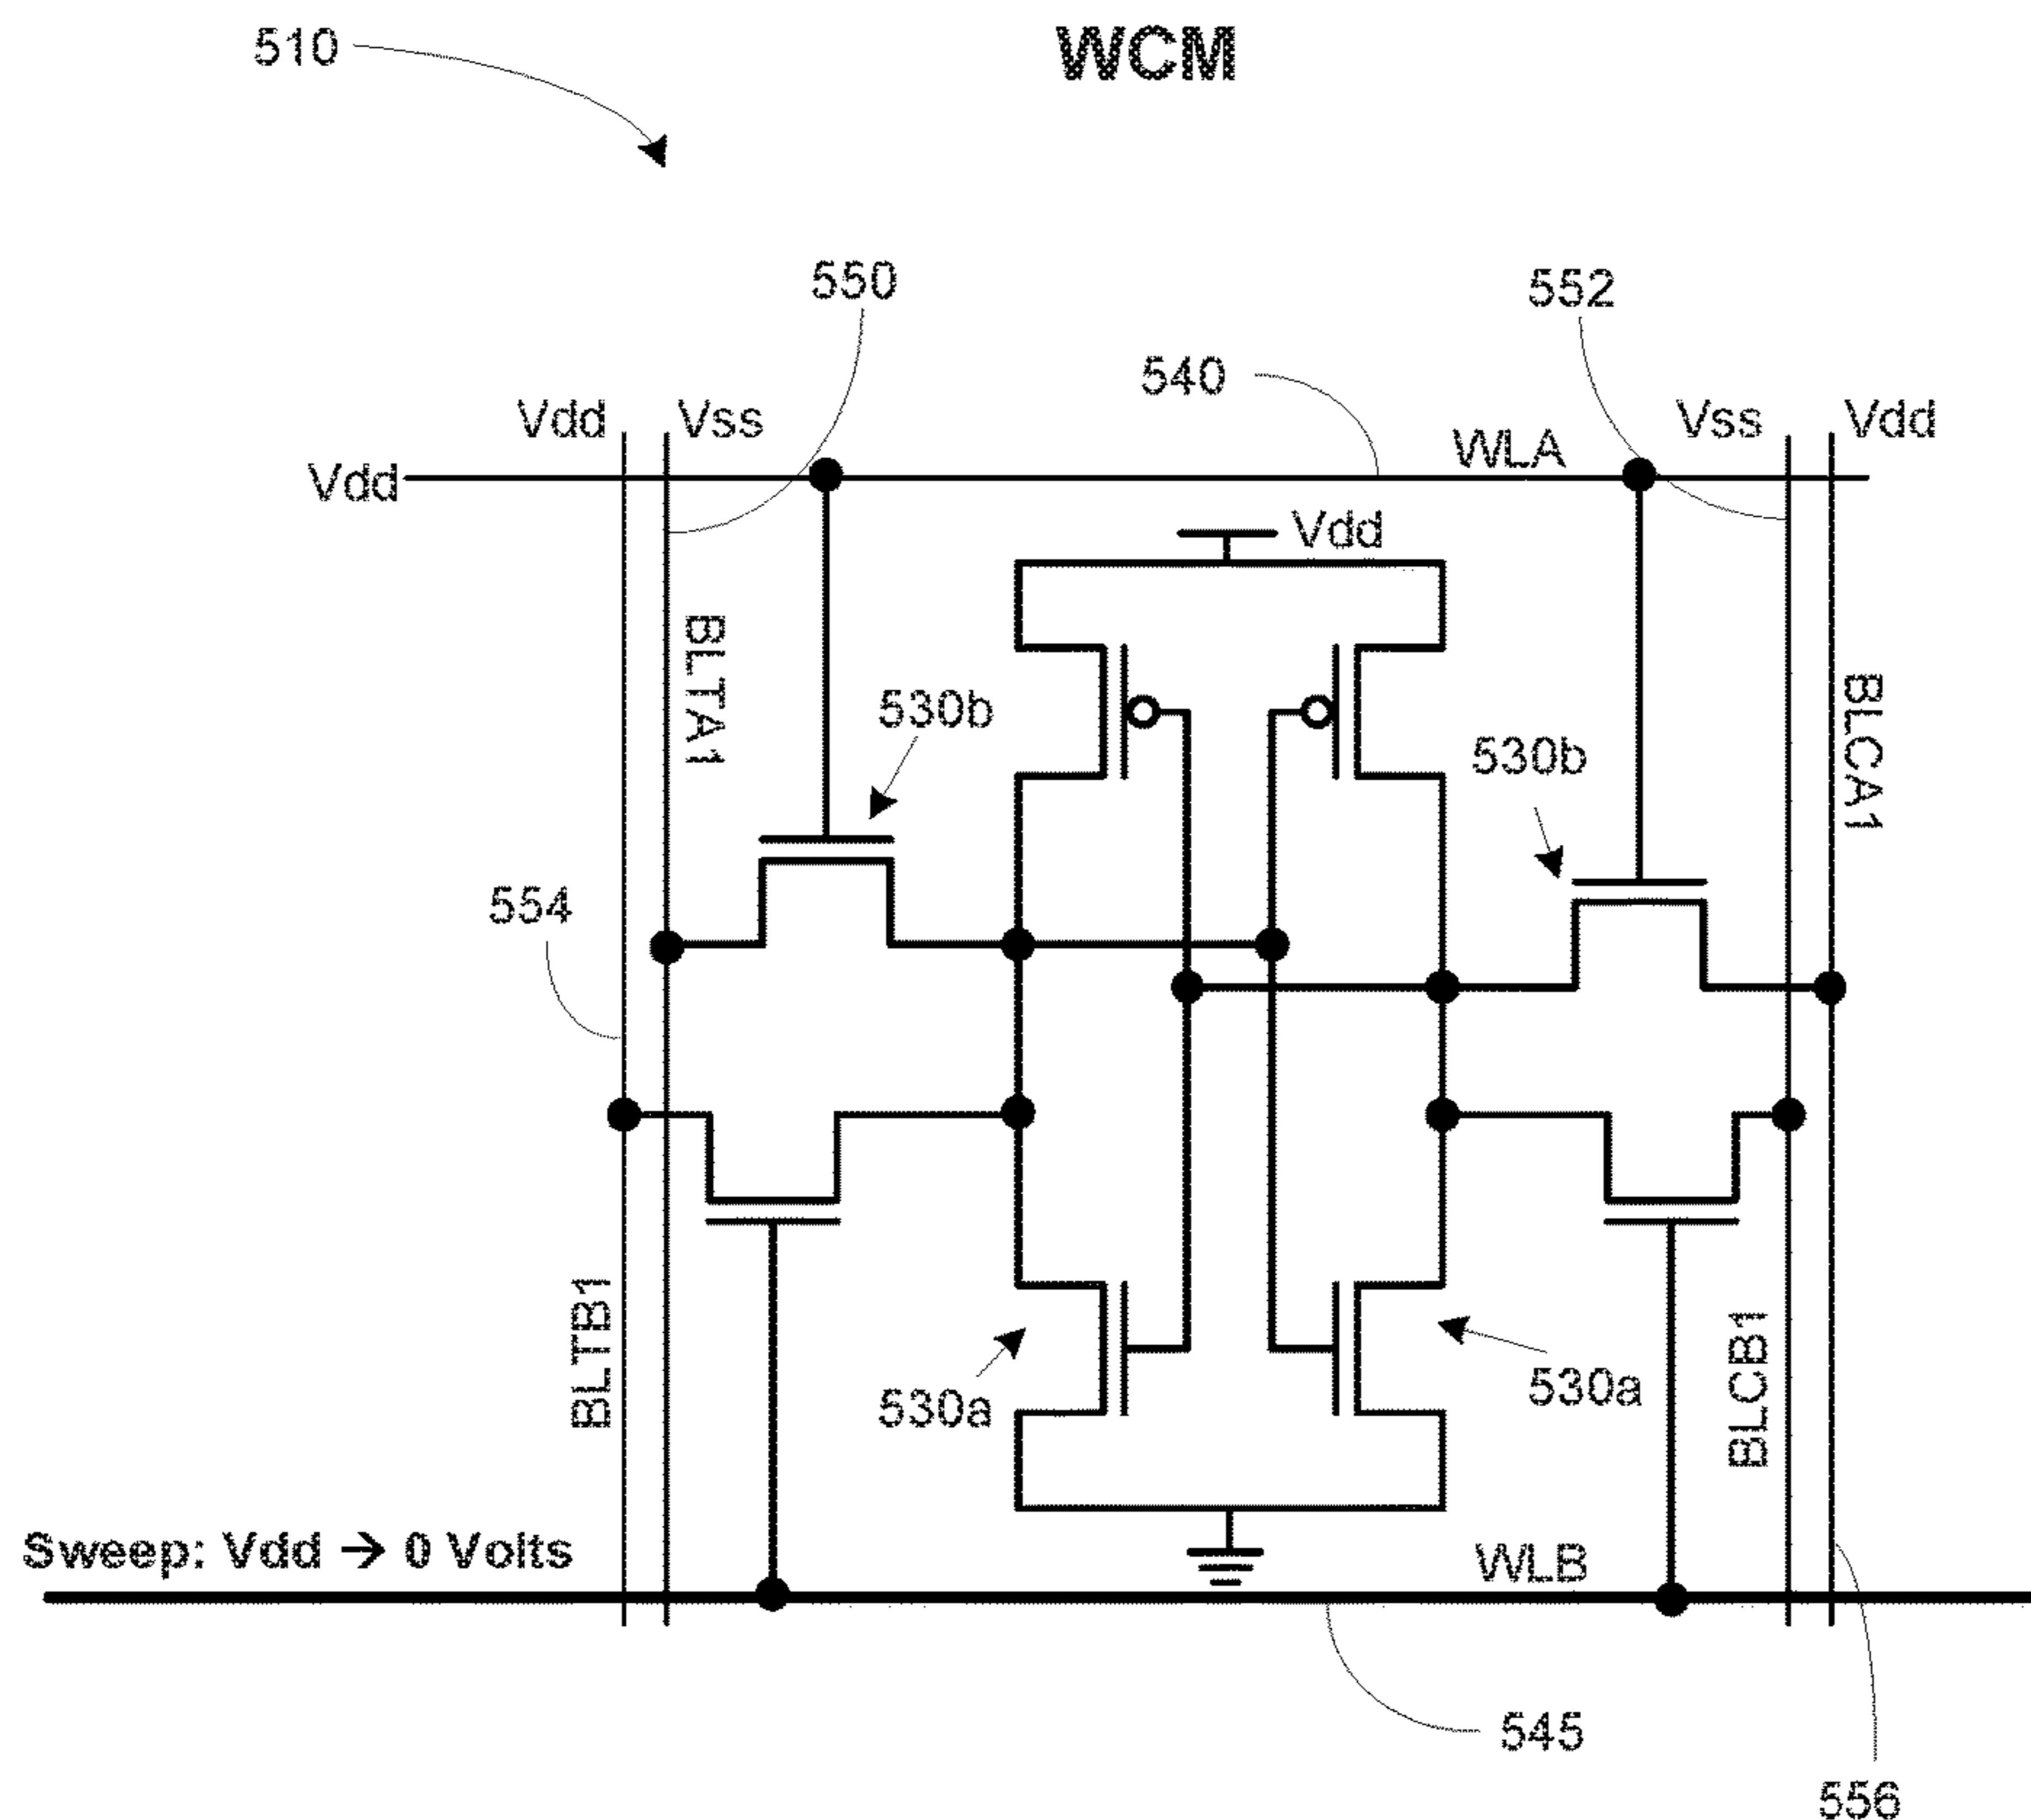 510
WCM
550
552
540
Vdd
Vss
WLA
Vss
Vdd
Vdd
Vdd
BLTA1
530b
530b
BLCA1
554
BLTB1
530a
530a
BLCB1
Sweep: Vdd → 0 Volts
WLB
545
556